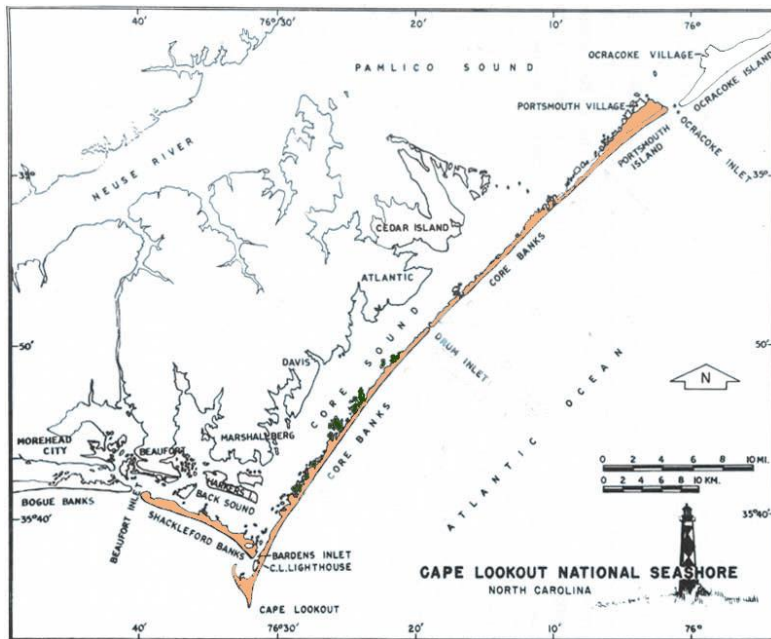 76°30'
20'
10'
76°
OCRACOKE VILLAGE
PAMLICO SOUND
OCRACOKE ISLAND
PORTSMOUTH VILLAGE
OCRACOKE INLET
PORTSMOUTH
ISLAND
NEUSE RIVER
35°
35°
CEDAR ISLAND
CORE BANKS
ATLANTIC
CORE SOUND
DRUM INLET
50'
50'
DAVIS
N
CORE BANKS
ATLANTIC OCEAN
MARSHALLBERG
MOREHEAD
CITY
BEAUFORT
HARKERS I.
BACK SOUND
0 2 4 6 8 10 MI.
0 2 4 6 8 10 KM.
BOGUE BANKS
BEAUFORT INLET
SHACKLEFORD BANKS
35°40'
35°40'
BARDENS INLET
C.L. LIGHTHOUSE
CAPE LOOKOUT NATIONAL SEASHORE
NORTH CAROLINA
CAPE LOOKOUT
40'
76°30'
20'
10'
76°